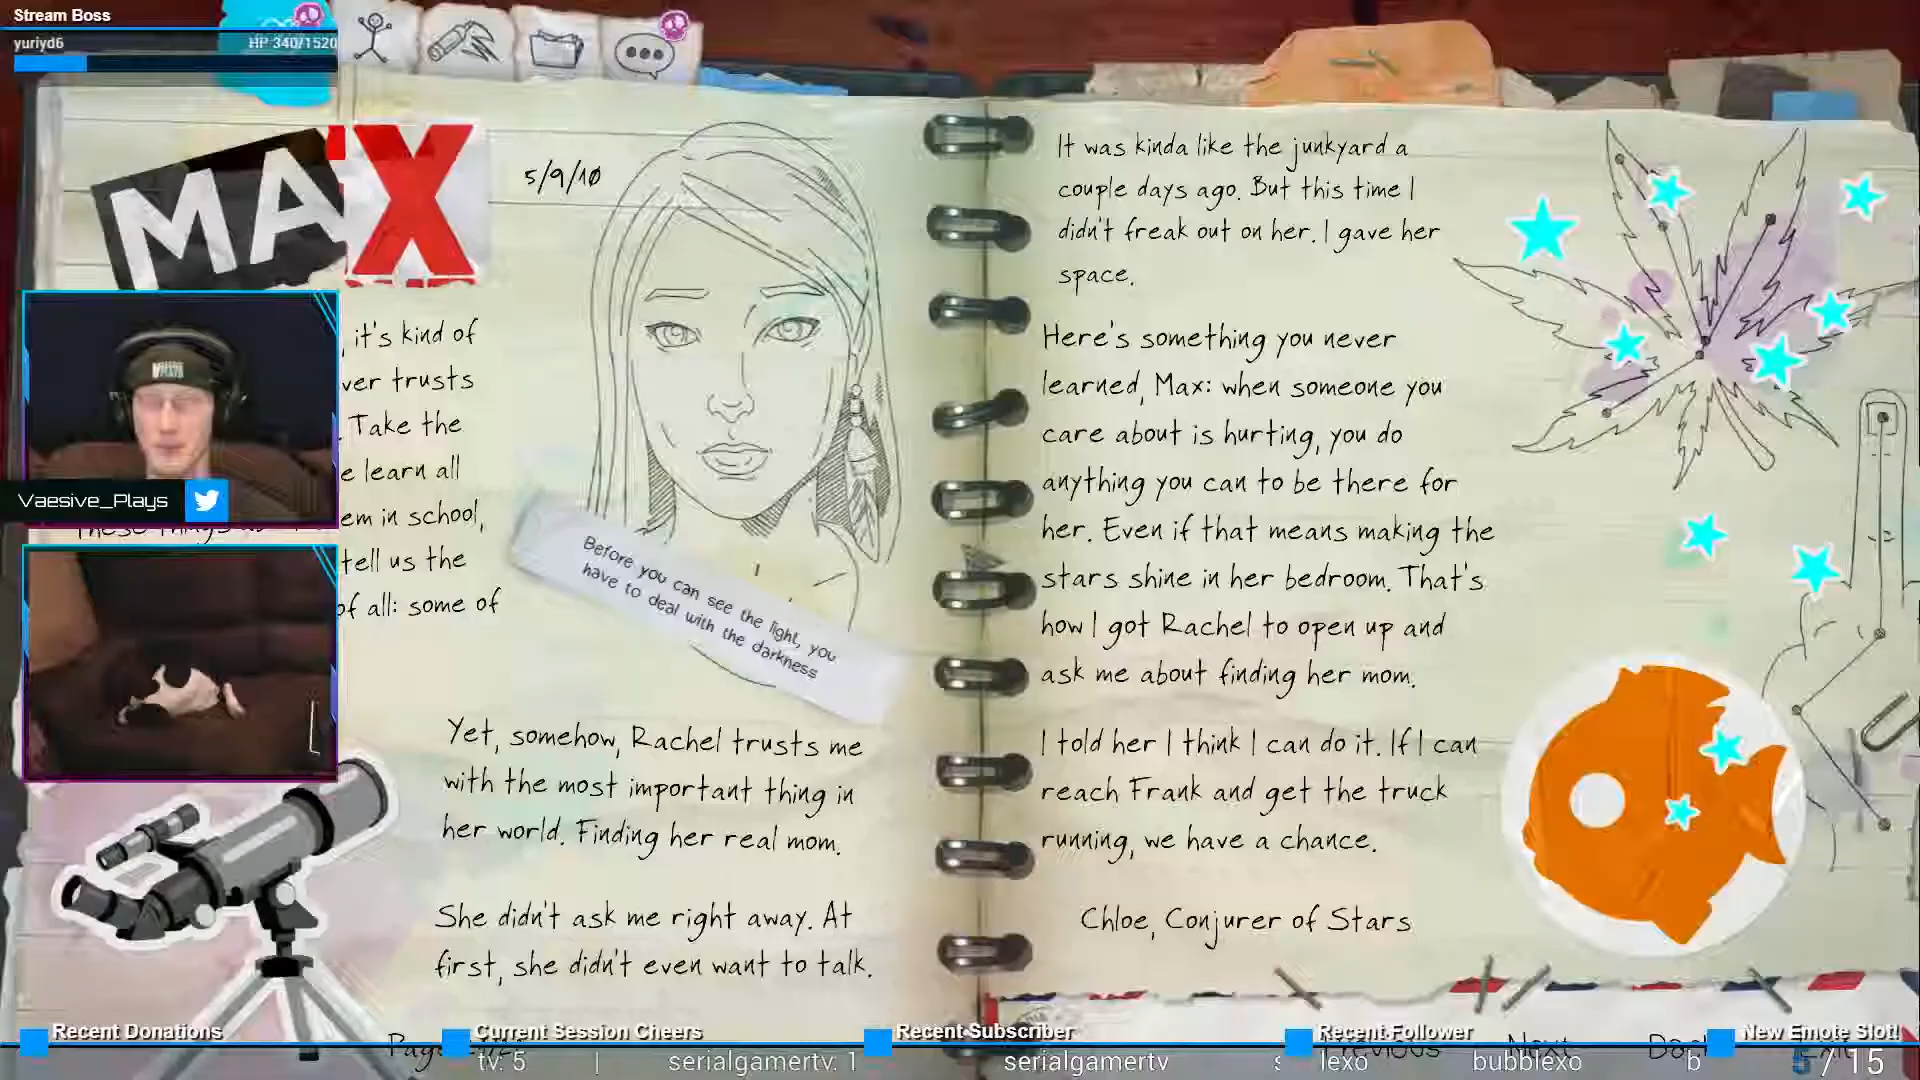 Stream Boss
yuriyd6
HP 340/1520
MAX
5/9/10
, it's kind of
ver trusts
. Take the
e learn all
These things
em in school,
tell us the
of all: some of
Vaesive_Plays
Before you can see the light, you
have to deal with the darkness
Yet, somehow, Rachel trusts me
with the most important thing in
her world. Finding her real mom.
She didn't ask me right away. At
first, she didn't even want to talk.
It was kinda like the junkyard a
couple days ago. But this time I
didn't freak out on her. I gave her
space.
Here's something you never
learned, Max: when someone you
care about is hurting, you do
anything you can to be there for
her. Even if that means making the
stars shine in her bedroom. That's
how I got Rachel to open up and
ask me about finding her mom.
I told her I think I can do it. If I can
reach Frank and get the truck
running, we have a chance.
Chloe, Conjurer of Stars
Recent Donations
Current Session Cheers
Recent Subscriber
Recent Follower
New Emote Slot!
Previous
Next
tv: 5
|
serialgamertv: 1
serialgamertv
lexo
bubblexo
b
5 / 15